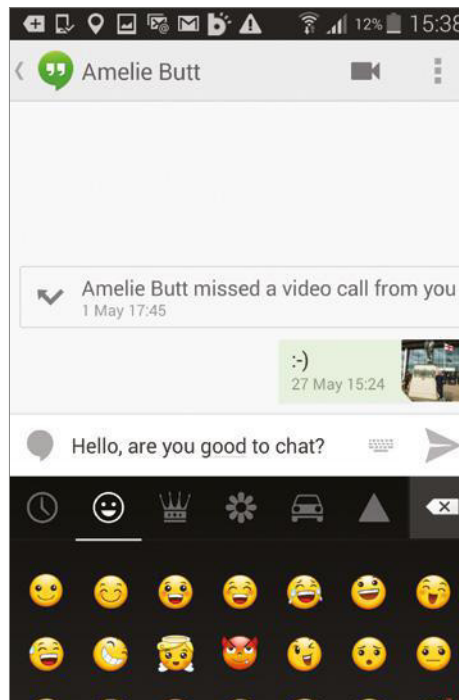 12% 15:38
Amelie Butt
Amelie Butt missed a video call from you
1 May 17:45
:-)
27 May 15:24
Hello, are you good to chat?